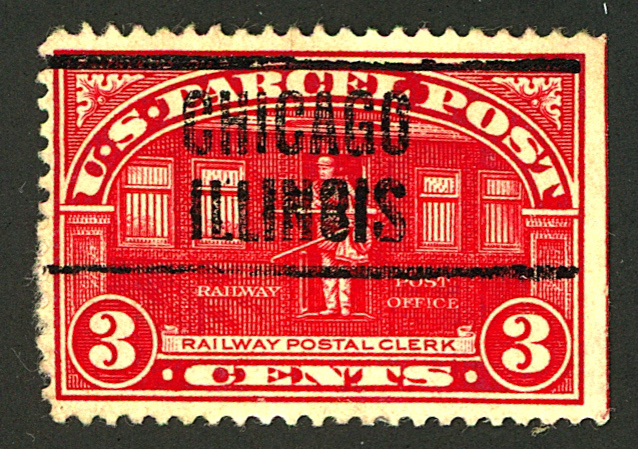 U.S. PARCEL POST
CHICAGO
ILLINOIS
RAILWAY POST OFFICE
3 RAILWAY POSTAL CLERK 3
· CENTS ·